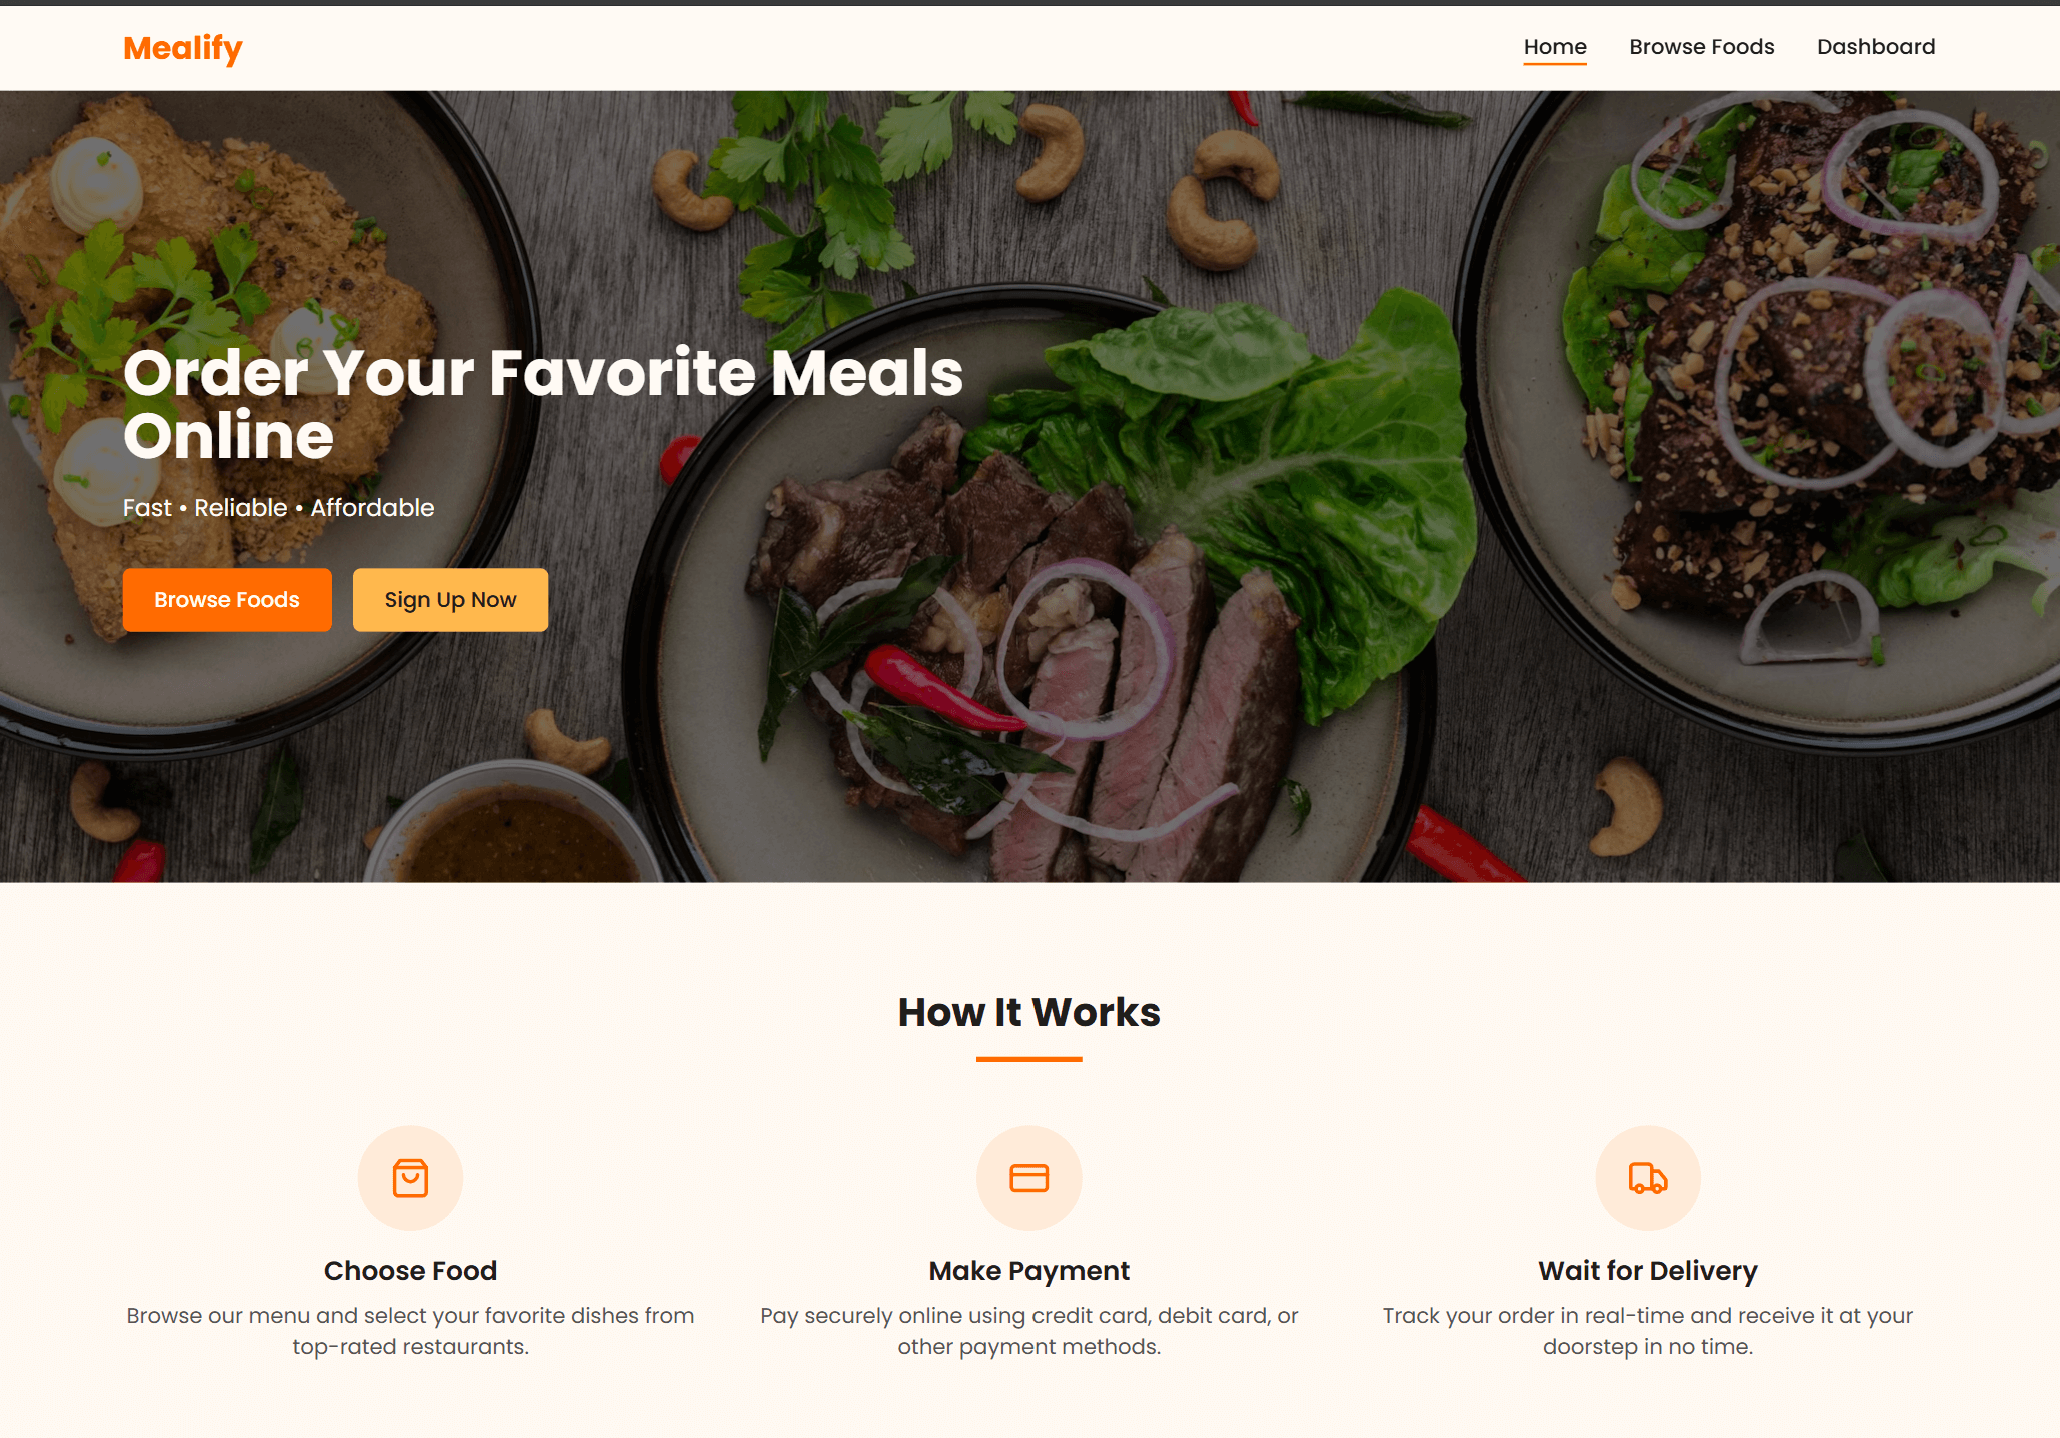 Mealify
Home Browse Foods Dashboard
Order Your Favorite Meals
Online
Fast • Reliable • Affordable
Browse Foods Sign Up Now
How It Works
Choose Food
Browse our menu and select your favorite dishes from
top-rated restaurants.
Make Payment
Pay securely online using credit card, debit card, or
other payment methods.
Wait for Delivery
Track your order in real-time and receive it at your
doorstep in no time.